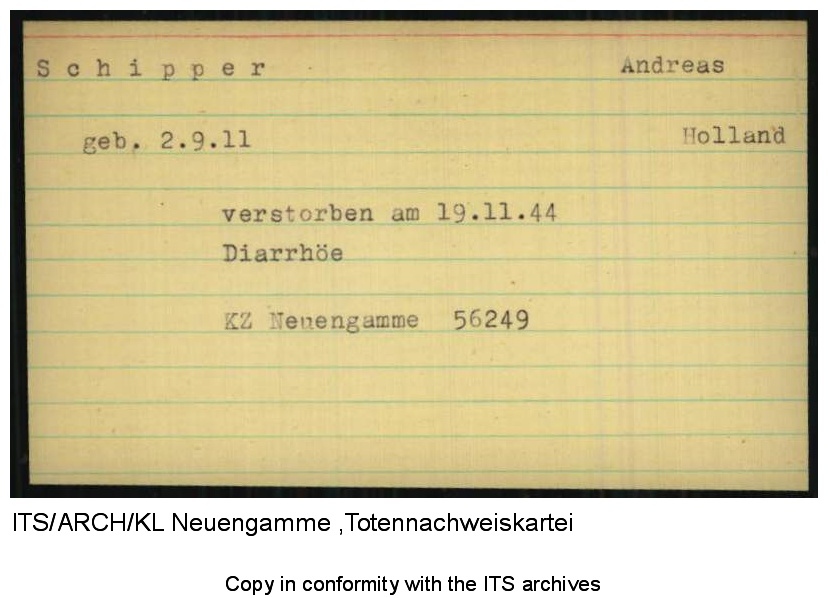 Schipper Andreas
geb. 2.9.11 Holland
verstorben am 19.11.44
Diarrhöe
KZ Neuengamme 56249
ITS/ARCH/KL Neuengamme ,Totennachweiskartei
Copy in conformity with the ITS archives